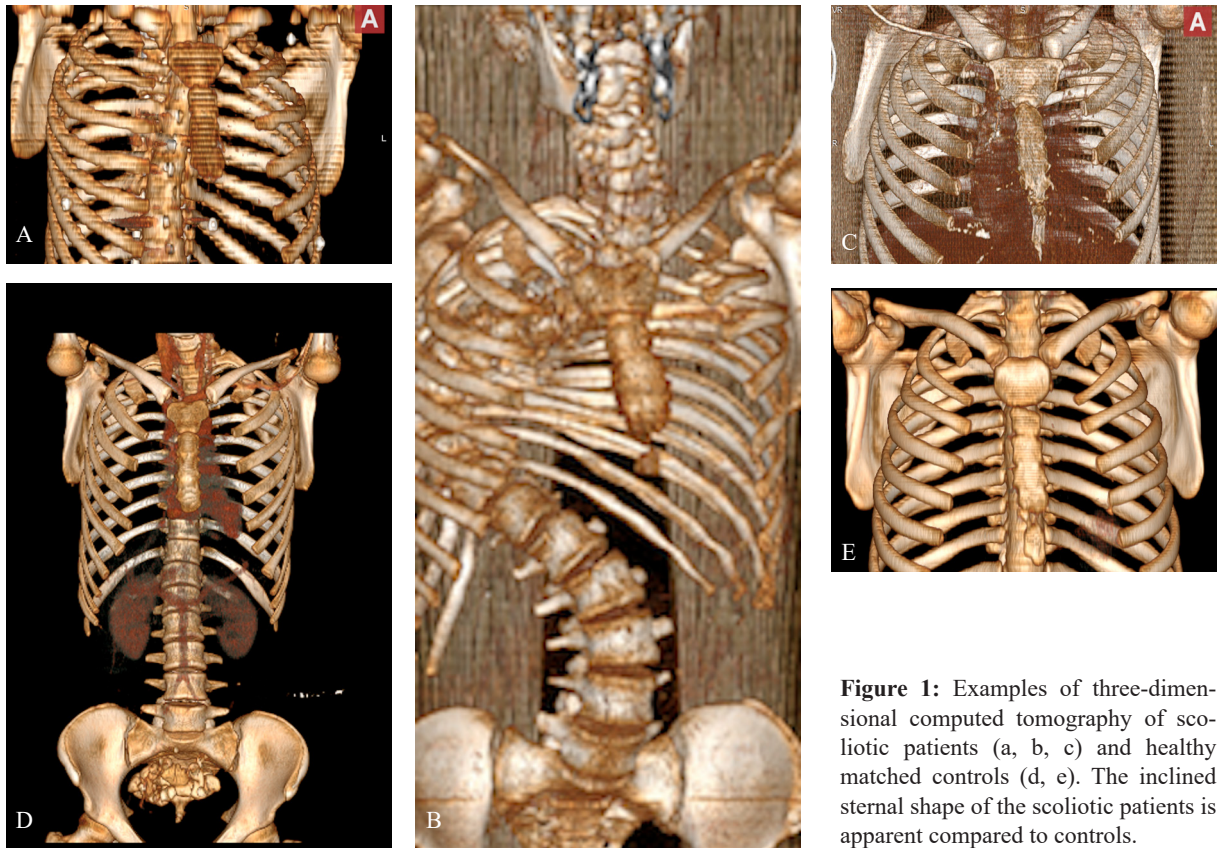 S
A
L
A
B
VR
S
A
R
L
C
D
E
Figure 1: Examples of three-dimen-
sional computed tomography of sco-
liotic patients (a, b, c) and healthy
matched controls (d, e). The inclined
sternal shape of the scoliotic patients is
apparent compared to controls.